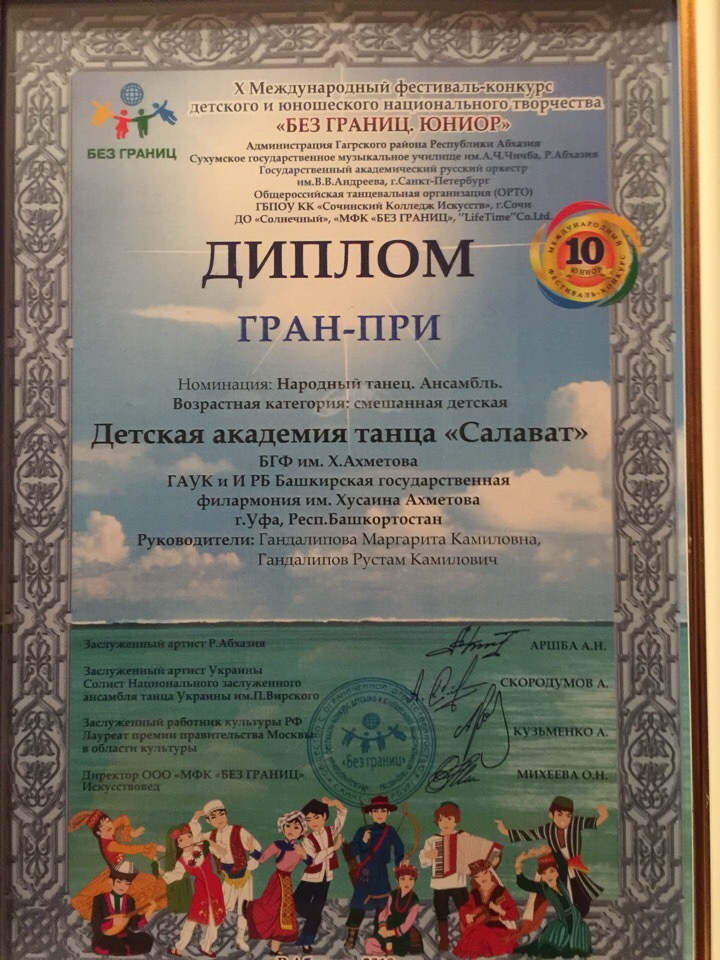 БЕЗ ГРАНИЦ
X Международный фестиваль-конкурс
детского и юношеского национального творчества
«БЕЗ ГРАНИЦ. ЮНИОР»
Администрация Гагрского района Республики Абхазия
Сухумское государственное музыкальное училище им.А.Ч.Чичба, Р.Абхазия
Государственный академический русский оркестр
им.В.В.Андреева, г.Санкт-Петербург
Общероссийская танцевальная организация (ОРТО)
ГБПОУ КК «Сочинский Колледж Искусств», г.Сочи
ДО «Солнечный», «МФК «БЕЗ ГРАНИЦ», "LifeTime"Co.Ltd.
МЕЖДУНАРОДНЫЙ
10
ЮНИОР
ФЕСТИВАЛЬ-КОНКУРС
ДИПЛОМ
ГРАН-ПРИ
Номинация: Народный танец. Ансамбль.
Возрастная категория: смешанная детская
Детская академия танца «Салават»
БГФ им. Х.Ахметова
ГАУК и И РБ Башкирская государственная
филармония им. Хусаина Ахметова
г.Уфа, Респ.Башкортостан
Руководители: Гандалипова Маргарита Камиловна,
Гандалипов Рустам Камилович
Заслуженный артист Р.Абхазия
АРШБА А.Н.
Заслуженный артист Украины
Солист Национального заслуженного
ансамбля танца Украины им.П.Вирского
СКОРОДУМОВ А.
Заслуженный работник культуры РФ
Лауреат премии правительства Москвы
в области культуры
КУЗЬМЕНКО А.
Директор ООО «МФК «БЕЗ ГРАНИЦ»
Искусствовед
МИХЕЕВА О.Н.
«Без границ»